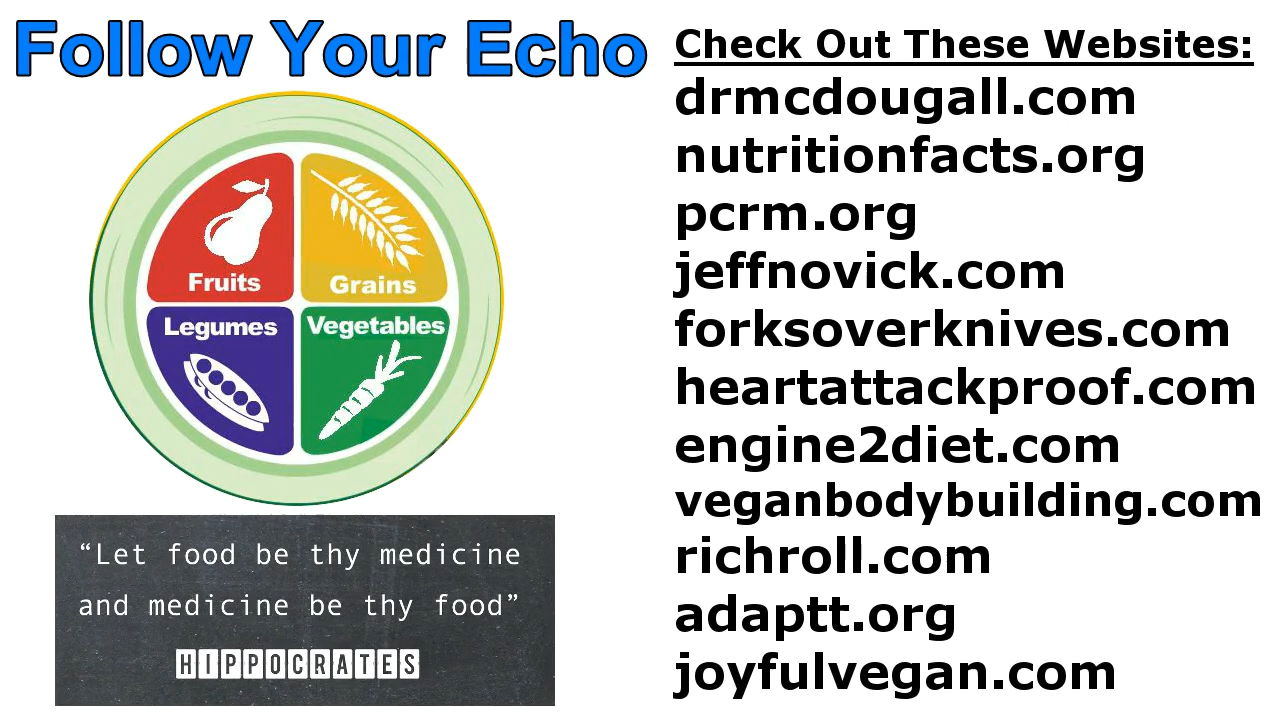 Follow Your Echo
Fruits
Grains
Legumes
Vegetables
“Let food be thy medicine
and medicine be thy food”
HIPPOCRATES
Check Out These Websites:
drmcdougall.com
nutritionfacts.org
pcrm.org
jeffnovick.com
forksoverknives.com
heartattackproof.com
engine2diet.com
veganbodybuilding.com
richroll.com
adaptt.org
joyfulvegan.com